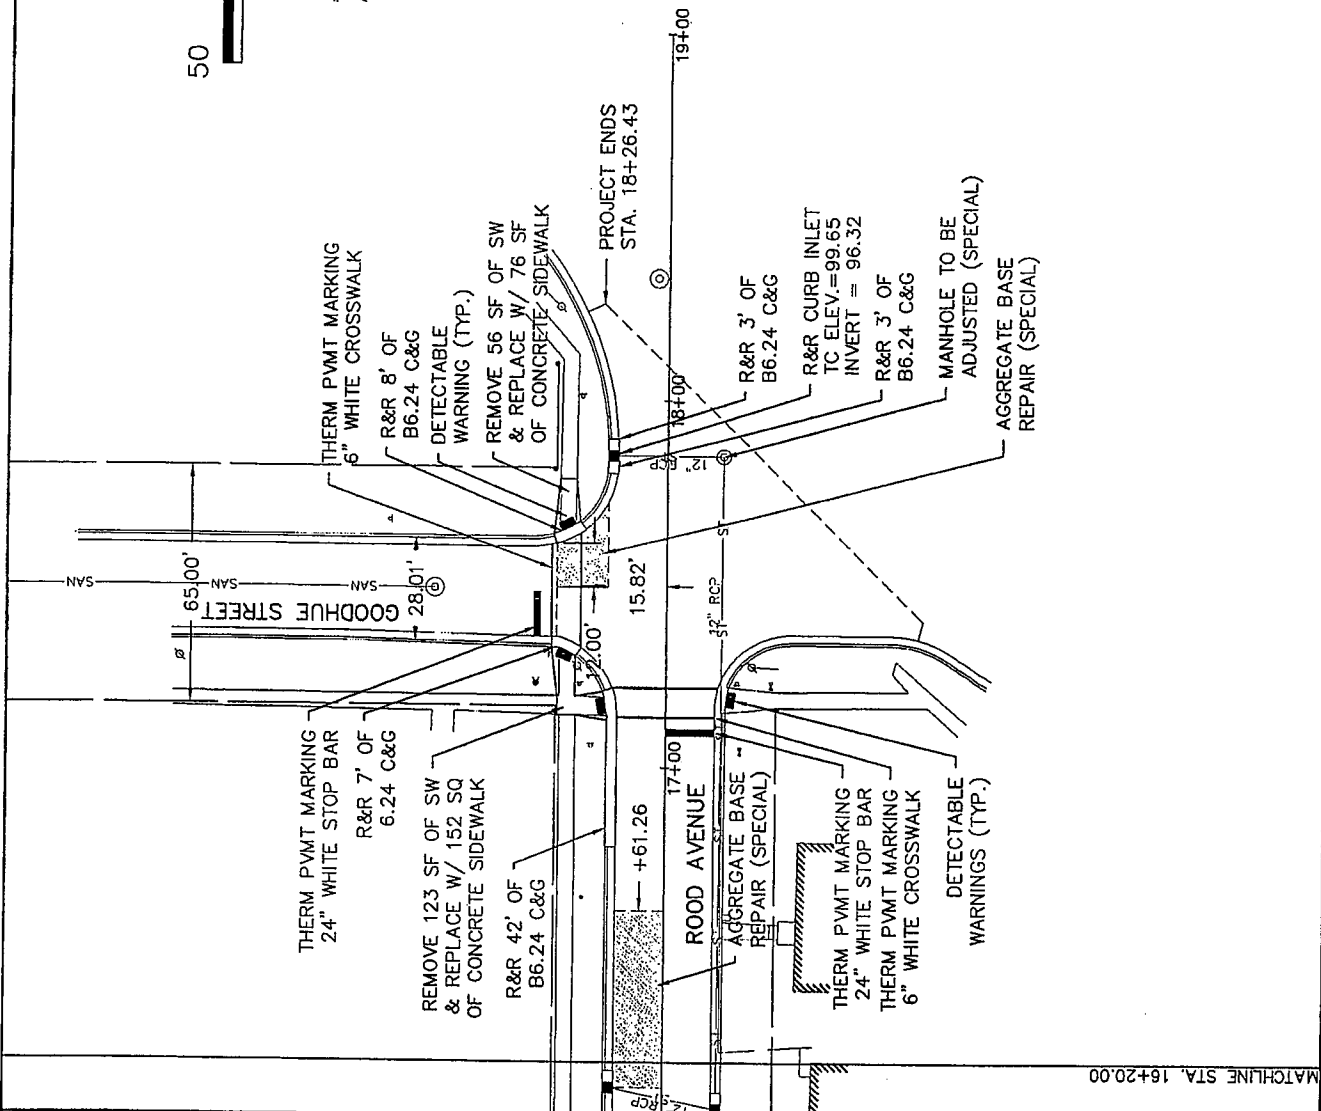 50
19+00
PROJECT ENDS
STA. 18+26.43
THERM PVMT MARKING
6" WHITE CROSSWALK
R&R 8' OF
B6.24 C&G
DETECTABLE
WARNING (TYP.)
REMOVE 56 SF OF SW
& REPLACE W/ 76 SF
OF CONCRETE SIDEWALK
R&R 3' OF
B6.24 C&G
R&R CURB INLET
TC ELEV.=99.65
INVERT = 96.32
R&R 3' OF
B6.24 C&G
MANHOLE TO BE
ADJUSTED (SPECIAL)
AGGREGATE BASE
REPAIR (SPECIAL)
18+00
12" RCP
65.00'
SAN
SAN
SAN
GOODHUE STREET
28.01'
15.82'
12.00'
12" RCP
ST
ST
THERM PVMT MARKING
24" WHITE STOP BAR
R&R 7' OF
6.24 C&G
REMOVE 123 SF OF SW
& REPLACE W/ 152 SQ
OF CONCRETE SIDEWALK
R&R 42' OF
B6.24 C&G
+61.26
17+00
ROOD AVENUE
AGGREGATE BASE
REPAIR (SPECIAL)
THERM PVMT MARKING
24" WHITE STOP BAR
THERM PVMT MARKING
6" WHITE CROSSWALK
DETECTABLE
WARNINGS (TYP.)
RCP
MATCHLINE STA. 16+20.00